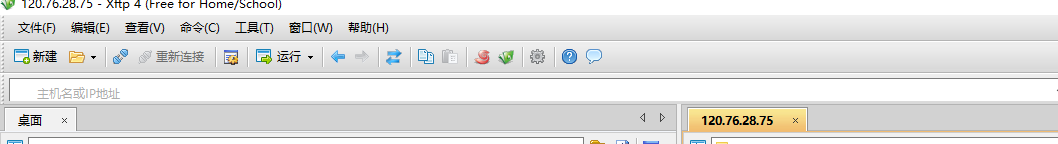 120.76.28.75 - Xftp 4 (Free for Home/School)
文件(F) 编辑(E) 查看(V) 命令(C) 工具(T) 窗口(W) 帮助(H)
新建 重新连接 运行
主机名或IP地址
桌面 × 120.76.28.75 ×